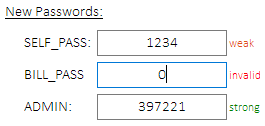 New Passwords:
SELF_PASS: 1234 weak
BILL_PASS 0 invalid
ADMIN: 397221 strong